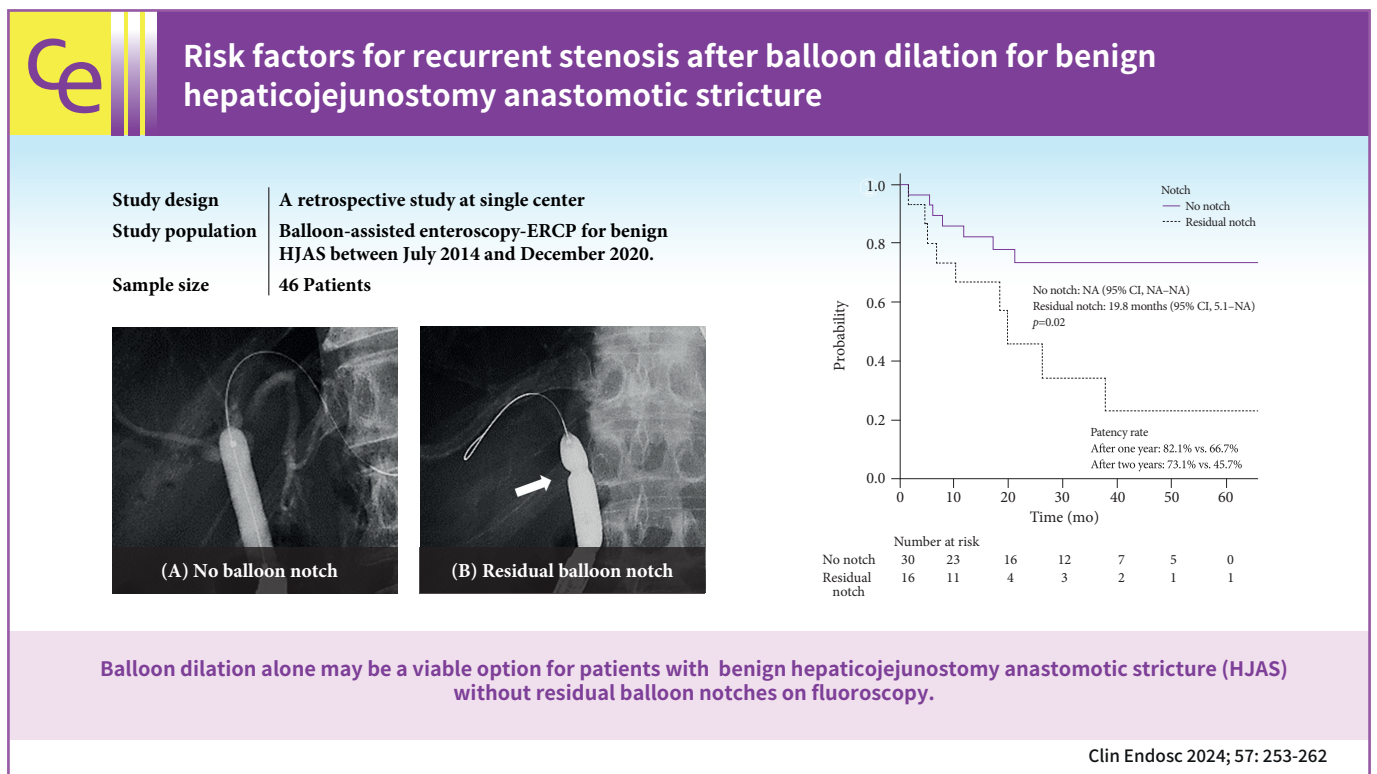 Ce
Risk factors for recurrent stenosis after balloon dilation for benign
hepaticojejunostomy anastomotic stricture
Study design A retrospective study at single center
Study population Balloon-assisted enteroscopy-ERCP for benign
HJAS between July 2014 and December 2020.
Sample size 46 Patients
(A) No balloon notch
(B) Residual balloon notch
Probability
1.0
0.8
0.6
0.4
0.2
0.0
Notch
No notch
Residual notch
No notch: NA (95% CI, NA–NA)
Residual notch: 19.8 months (95% CI, 5.1–NA)
p=0.02
Patency rate
After one year: 82.1% vs. 66.7%
After two years: 73.1% vs. 45.7%
0 10 20 30 40 50 60
Time (mo)
Number at risk
No notch 30 23 16 12 7 5 0
Residual 16 11 4 3 2 1 1
notch
Balloon dilation alone may be a viable option for patients with benign hepaticojejunostomy anastomotic stricture (HJAS)
without residual balloon notches on fluoroscopy.
Clin Endosc 2024; 57: 253-262